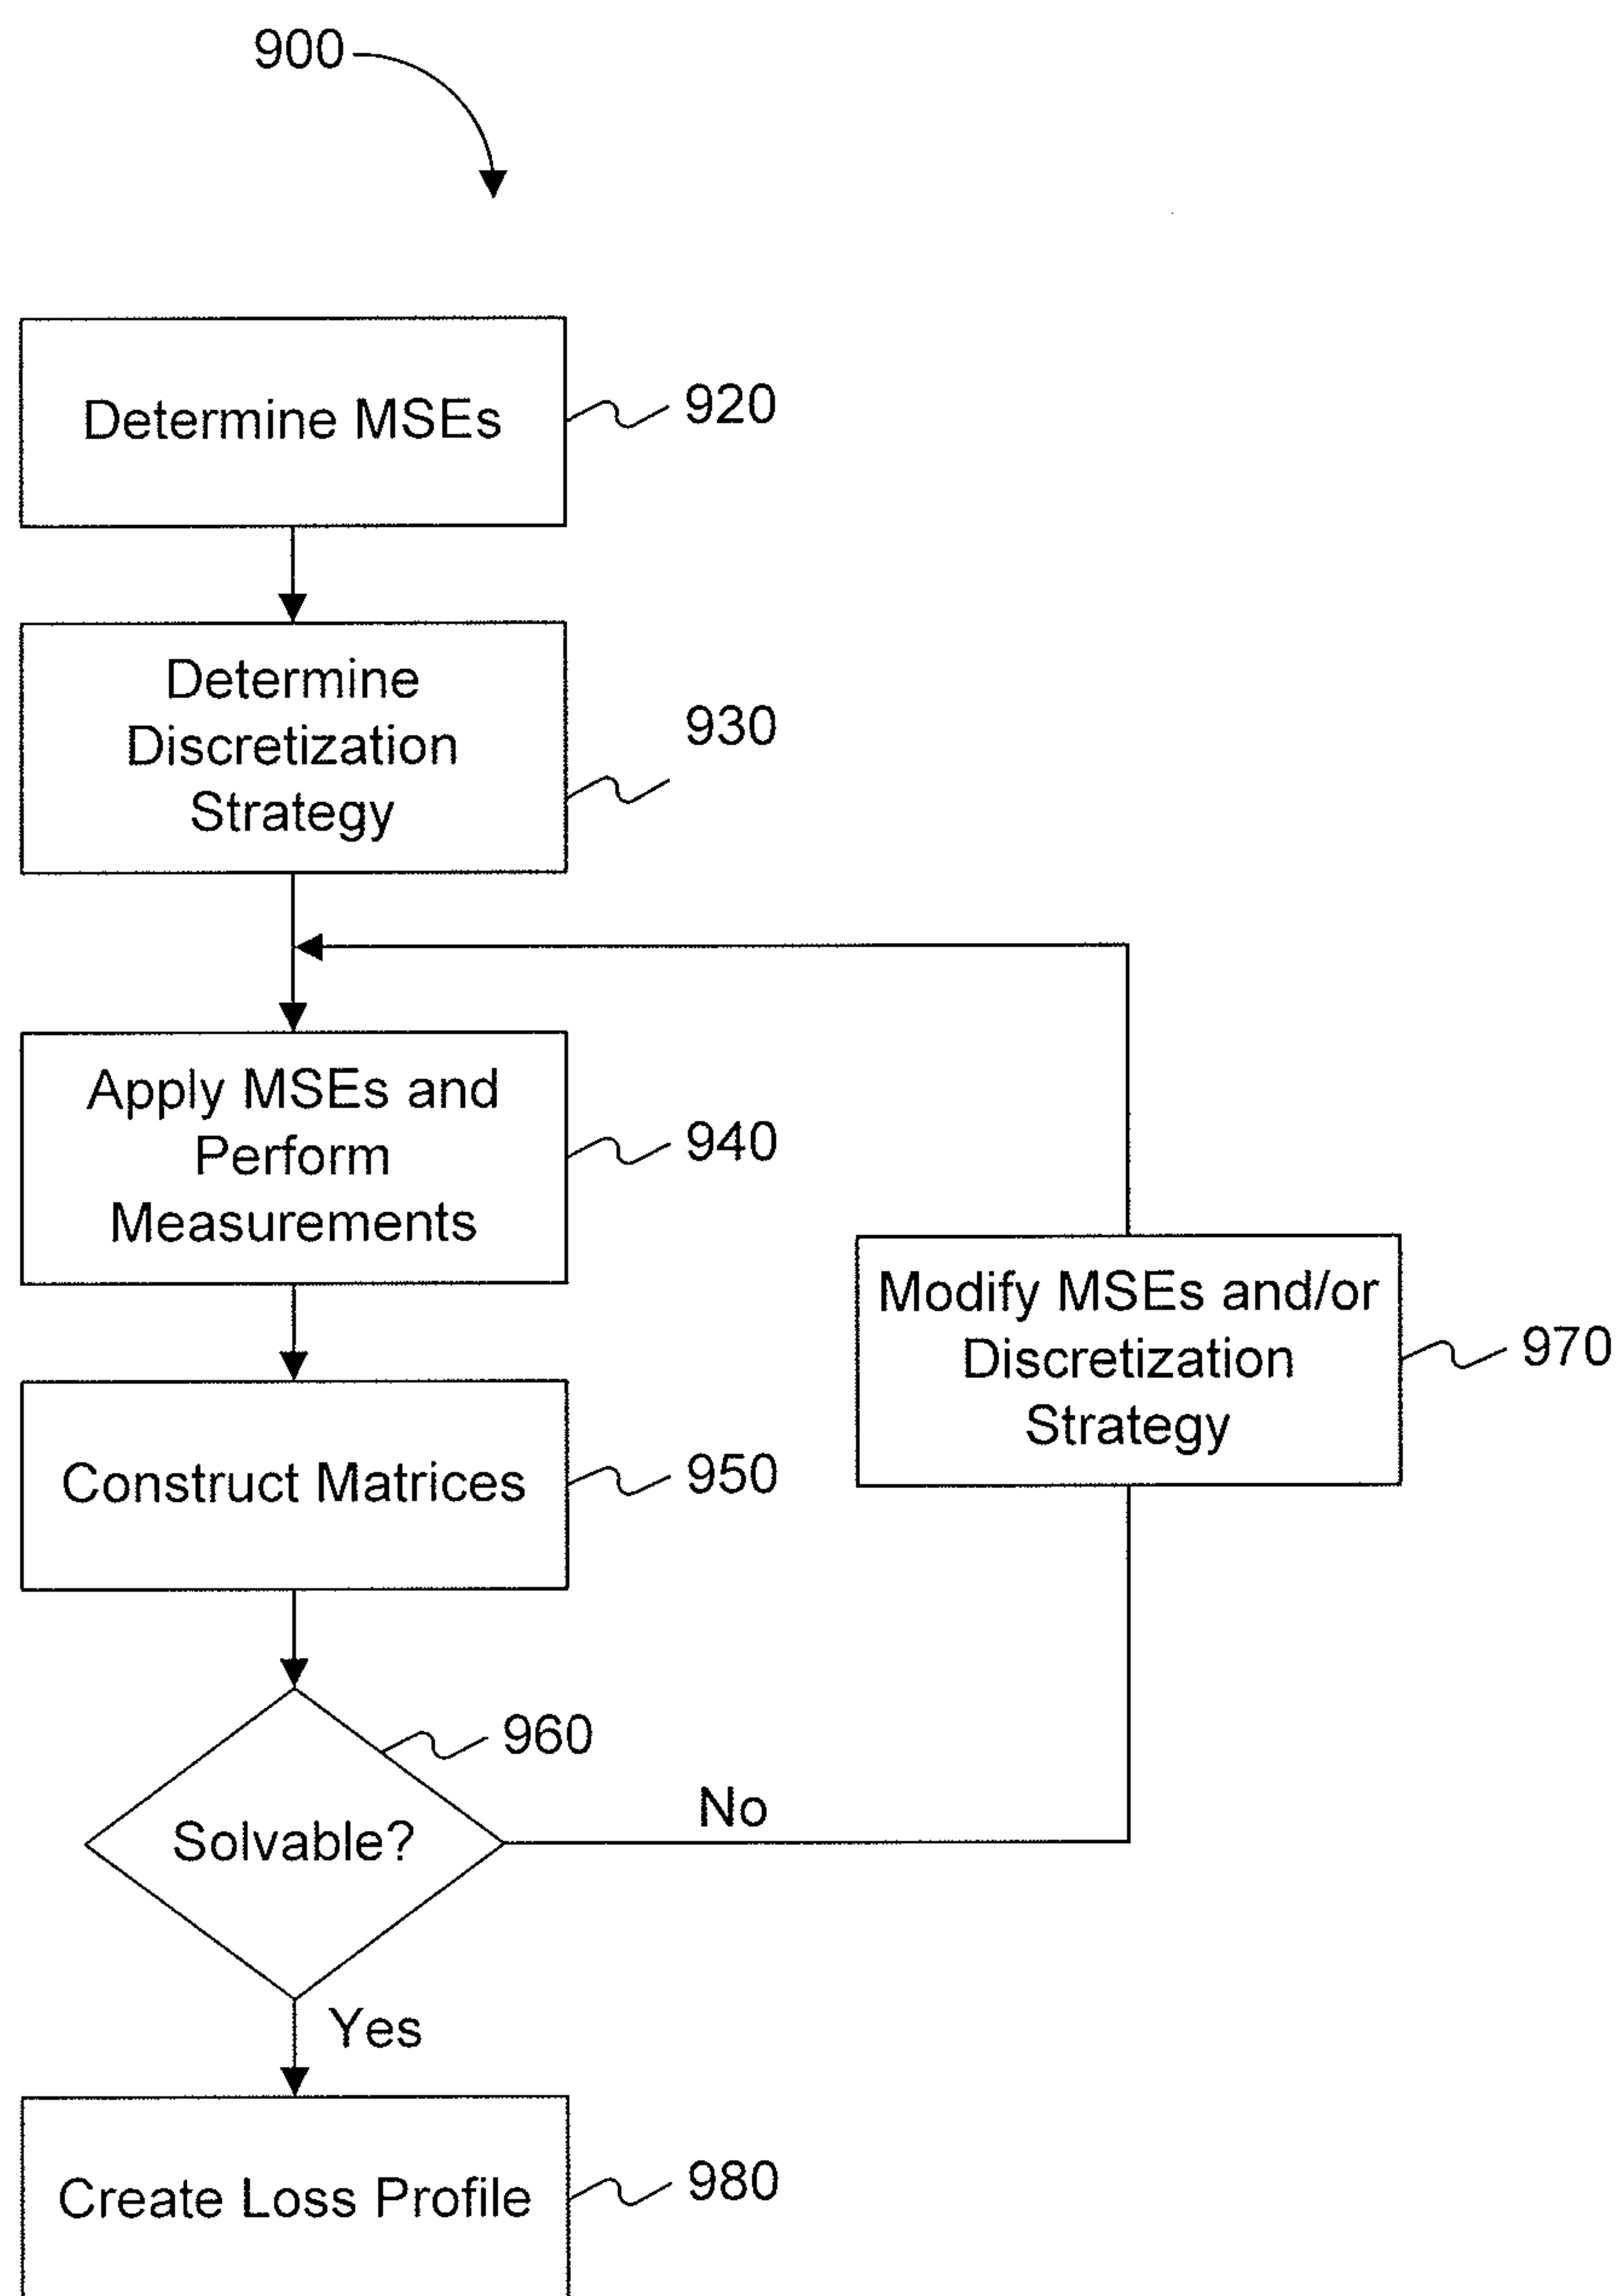 900
Determine MSEs
920
Determine
Discretization
Strategy
930
Apply MSEs and
Perform
Measurements
940
Modify MSEs and/or
Discretization
Strategy
970
Construct Matrices
950
960
Solvable?
No
Yes
Create Loss Profile
980